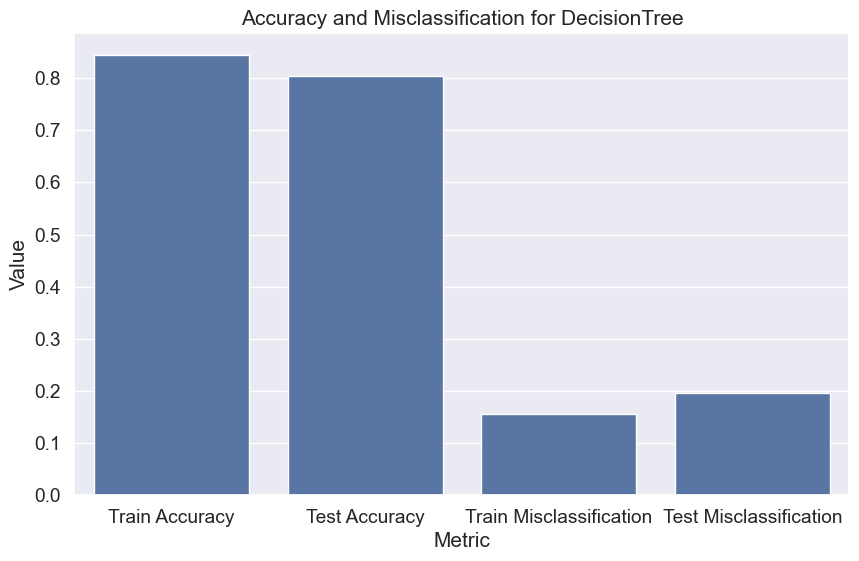 Accuracy and Misclassification for DecisionTree
Value
0.8
0.7
0.6
0.5
0.4
0.3
0.2
0.1
0.0
Train Accuracy
Test Accuracy
Train Misclassification
Test Misclassification
Metric